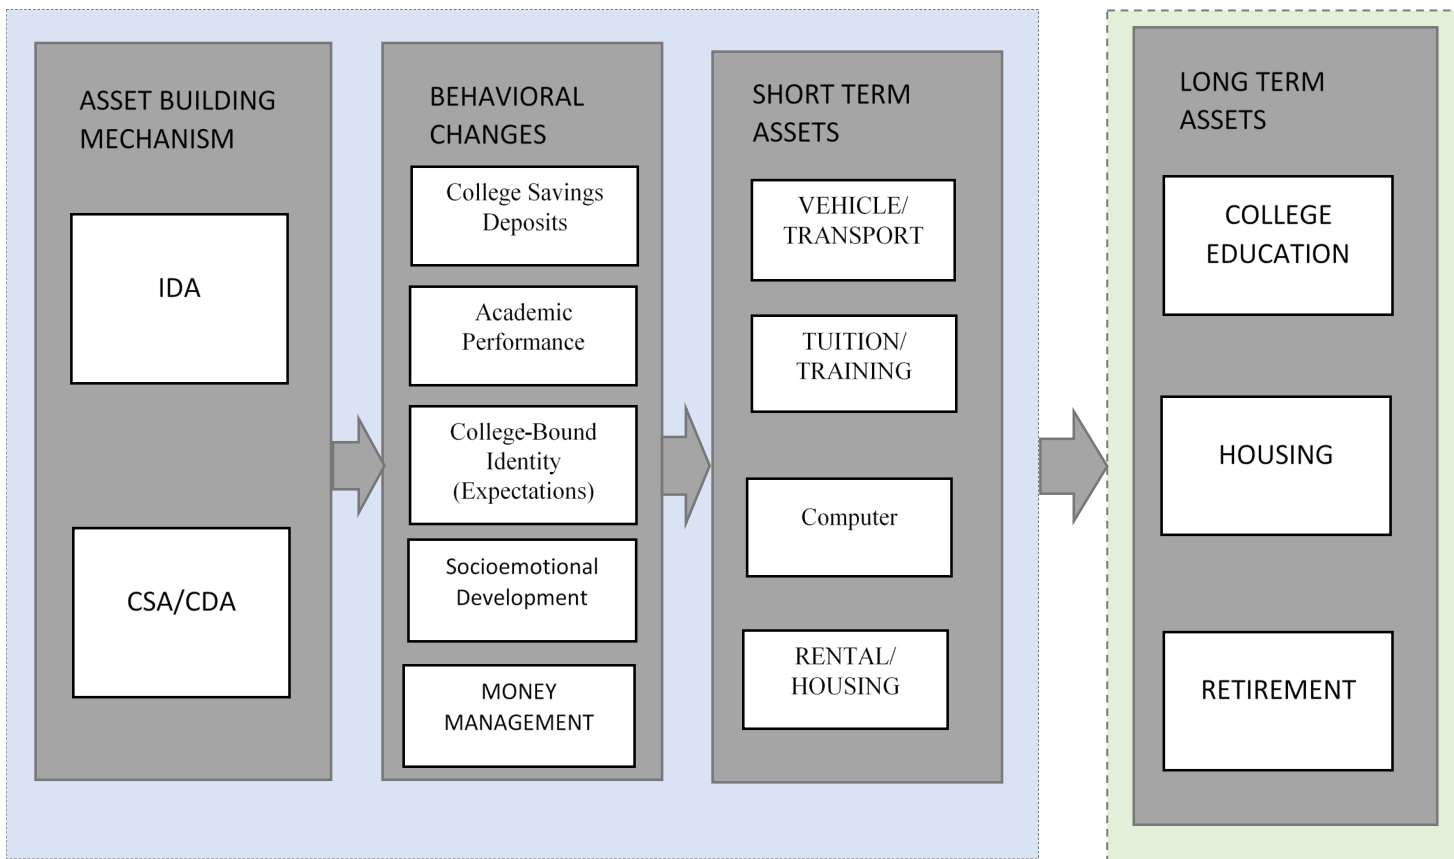 ASSET BUILDING
MECHANISM
IDA
CSA/CDA
BEHAVIORAL
CHANGES
College Savings
Deposits
Academic
Performance
College-Bound
Identity
(Expectations)
Socioemotional
Development
MONEY
MANAGEMENT
SHORT TERM
ASSETS
VEHICLE/
TRANSPORT
TUITION/
TRAINING
Computer
RENTAL/
HOUSING
LONG TERM
ASSETS
COLLEGE
EDUCATION
HOUSING
RETIREMENT